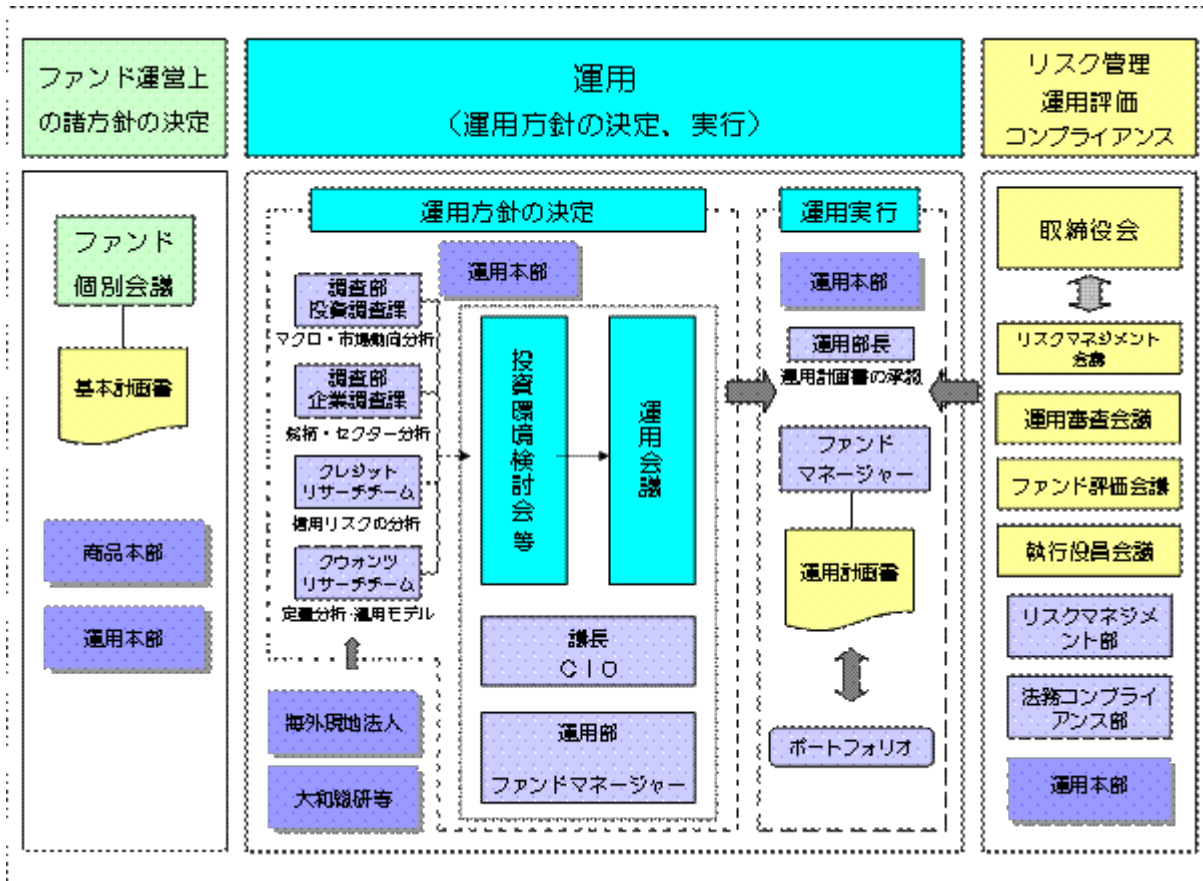 ファンド運営上
の諸方針の決定
運用
（運用方針の決定、実行）
リスク管理
運用評価
コンプライアンス
ファンド
個別会議
基本計画書
商品本部
運用本部
運用方針の決定
運用本部
調査部
投資調査課
マクロ・市場動向分析
調査部
企業調査課
銘柄・セクター分析
クレジット
リサーチチーム
信用リスクの分析
クウォンツ
リサーチチーム
定量分析・運用モデル
海外現地法人
大和総研等
投資環境検討会等
運用会議
議長
ＣＩＯ
運用部
ファンドマネージャー
運用実行
運用本部
運用部長
運用計画書の承認
ファンド
マネージャー
運用計画書
ポートフォリオ
取締役会
リスクマネジメント
会議
運用審査会議
ファンド評価会議
執行役員会議
リスクマネジメ
ント部
法務コンプライ
アンス部
運用本部